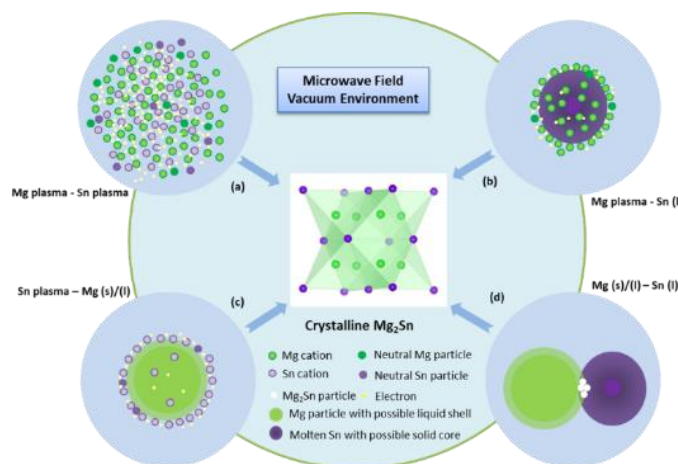 Microwave Field
Vacuum Environment
(a)
(b)
Mg plasma - Sn plasma
Mg plasma - Sn (l
Sn plasma – Mg (s)/(l)
Mg (s)/(l) – Sn (l)
(c)
(d)
Crystalline Mg₂Sn
Mg cation
Neutral Mg particle
Sn cation
Neutral Sn particle
Mg₂Sn particle
Electron
Mg particle with possible liquid shell
Molten Sn with possible solid core